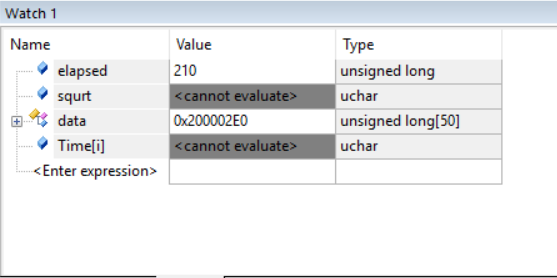 Watch 1
Name Value Type
elapsed 210 unsigned long
squrt <cannot evaluate> uchar
data 0x200002E0 unsigned long[50]
Time[i] <cannot evaluate> uchar
<Enter expression>